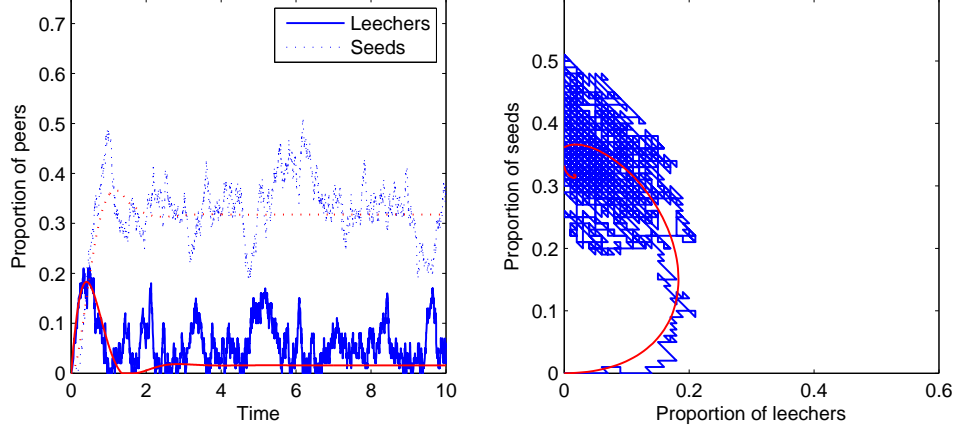 0.7
0.6
0.5
0.4
0.3
0.2
0.1
0
0 2 4 6 8 10
Proportion of peers
Time
Leechers
Seeds
0.5
0.4
0.3
0.2
0.1
0
0 0.2 0.4 0.6
Proportion of seeds
Proportion of leechers